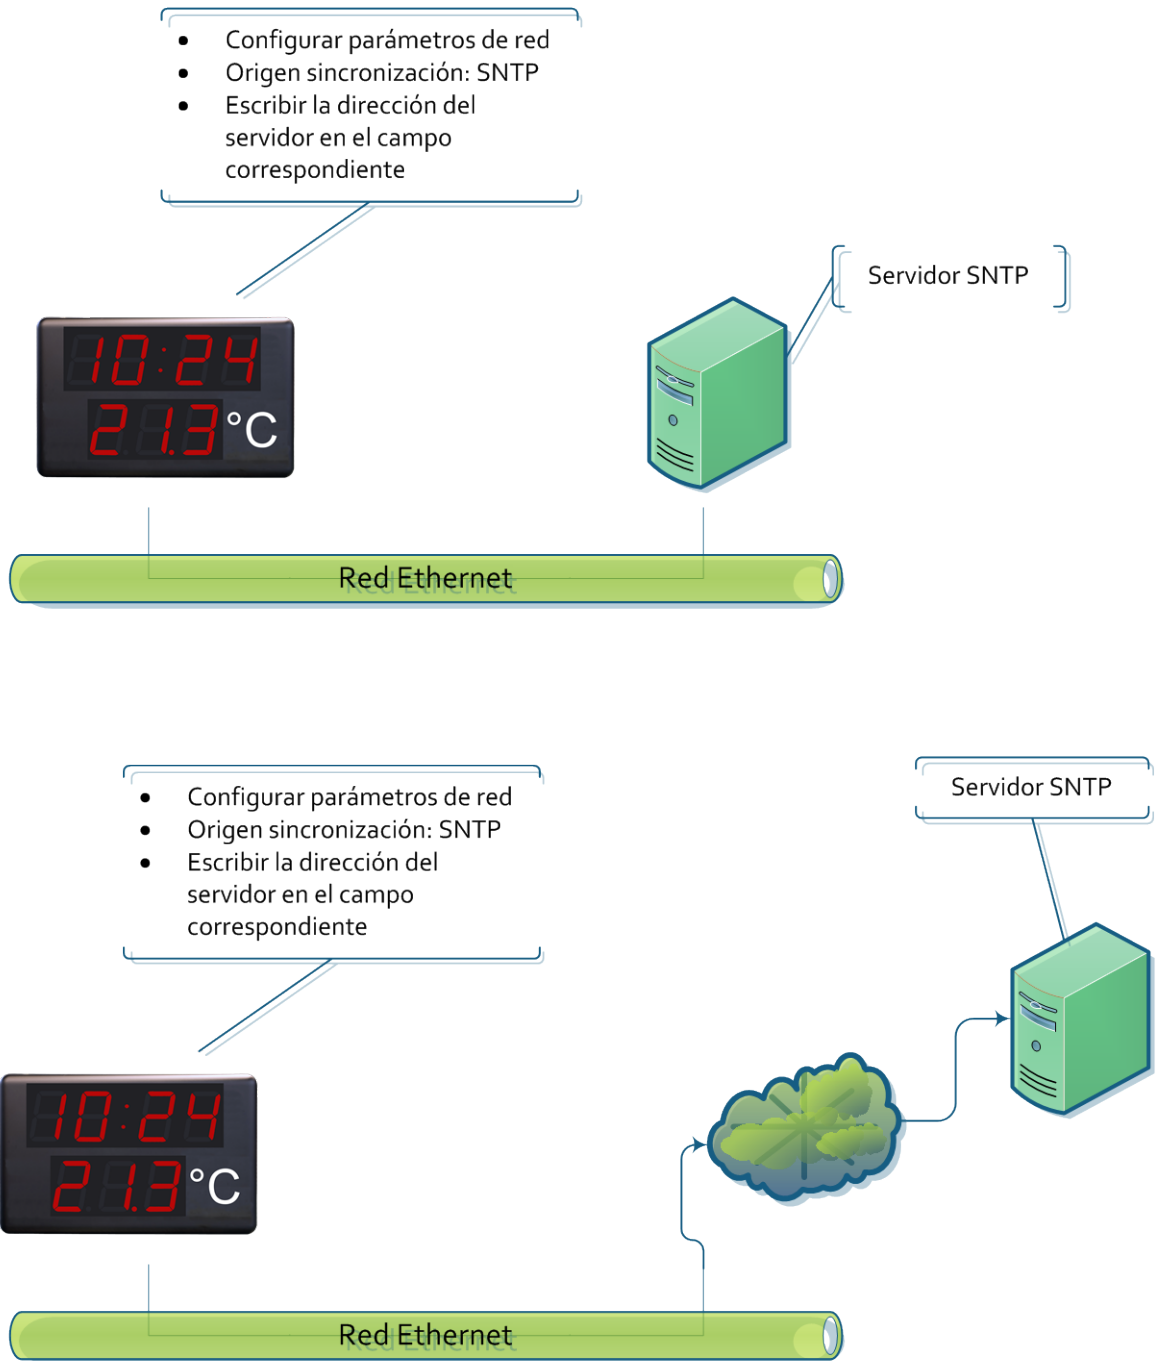 • Configurar parámetros de red
• Origen sincronización: SNTP
• Escribir la dirección del
servidor en el campo
correspondiente
Servidor SNTP
10:24
21.3 °C
Red Ethernet
• Configurar parámetros de red
• Origen sincronización: SNTP
• Escribir la dirección del
servidor en el campo
correspondiente
Servidor SNTP
10:24
21.3 °C
Red Ethernet